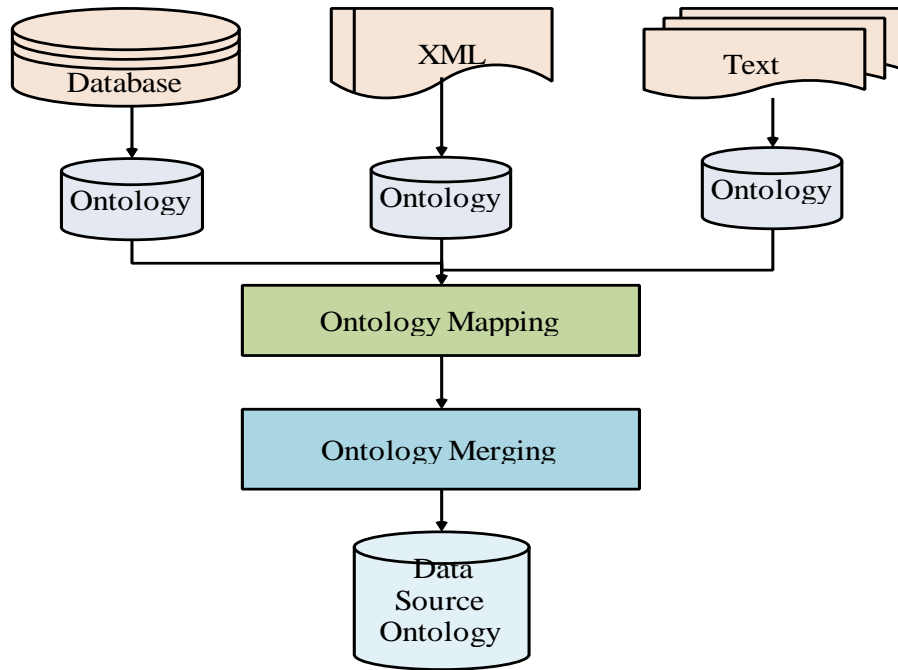 Database
XML
Text
Ontology
Ontology
Ontology
Ontology Mapping
Ontology Merging
Data
Source
Ontology